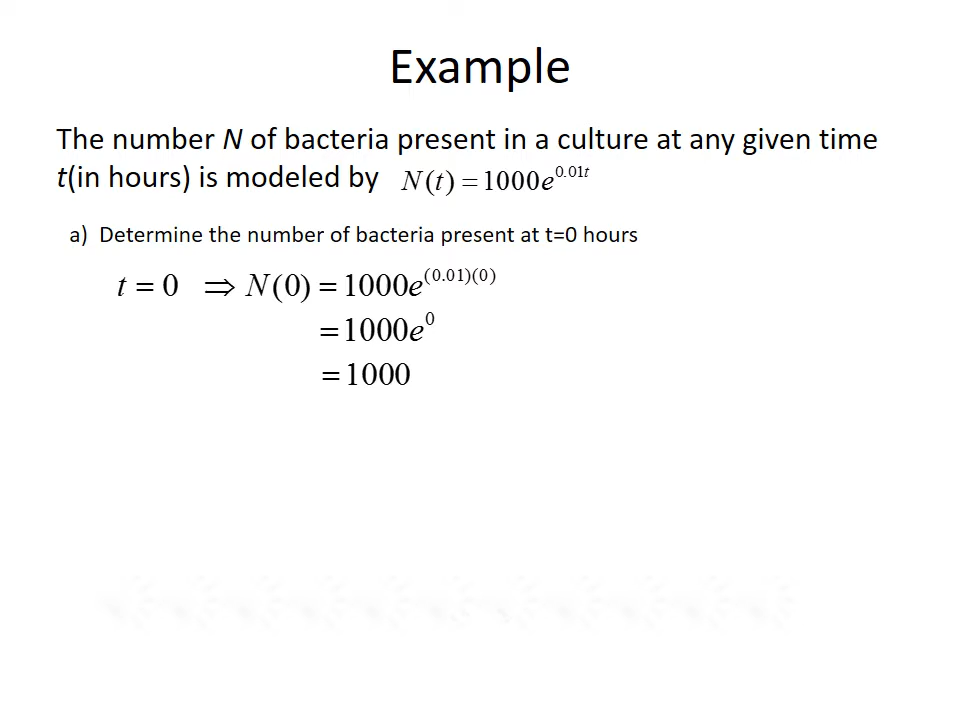 Example
The number N of bacteria present in a culture at any given time
t(in hours) is modeled by N(t) = 1000e^{0.01t}
a) Determine the number of bacteria present at t=0 hours
t = 0 ⇒ N(0) = 1000e^{(0.01)(0)}
= 1000e^{0}
= 1000